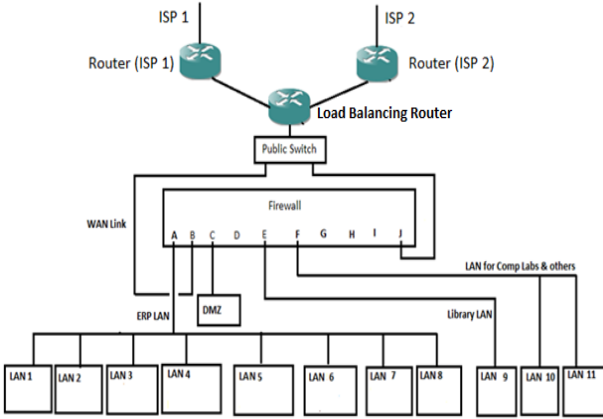 ISP 1
ISP 2
Router (ISP 1)
Router (ISP 2)
Load Balancing Router
Public Switch
Firewall
WAN Link
A B C D E F G H I J
LAN for Comp Labs & others
DMZ
ERP LAN
Library LAN
LAN 1 LAN 2 LAN 3 LAN 4 LAN 5 LAN 6 LAN 7 LAN 8 LAN 9 LAN 10 LAN 11